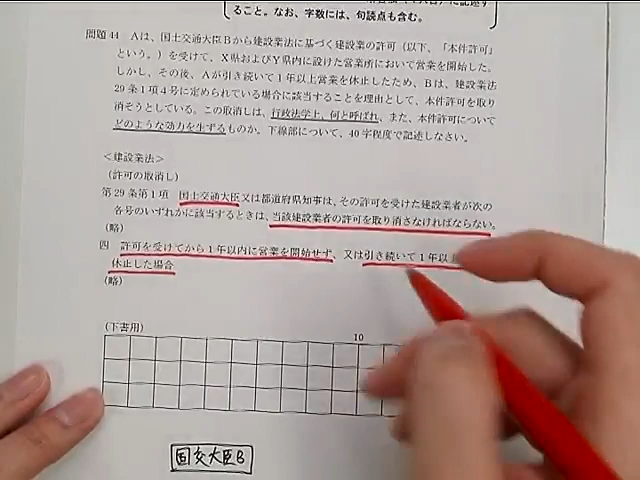 ること。なお、字数には、句読点も含む。
問題44 Aは、国土交通大臣Bから建設業法に基づく建設業の許可(以下、「本件許可」
という。)を受けて、X県およびY県内に設けた営業所において営業を開始した。
しかし、その後、Aが引き続いて1年以上営業を休止したため、Bは、建設業法
29条1項4号に定められている場合に該当することを理由として、本件許可を取り
消そうとしている。この取消しは、行政法学上、何と呼ばれ、また、本件許可について
どのような効力を生ずるものか。下線部について、40字程度で記述しなさい。
<建設業法>
(許可の取消し)
第29条第1項 国土交通大臣又は都道府県知事は、その許可を受けた建設業者が次の
各号のいずれかに該当するときは、当該建設業者の許可を取り消さなければならない。
(略)
四 許可を受けてから1年以内に営業を開始せず、又は引き続いて1年以
休止した場合
(略)
(下書用)
10
国交大臣B